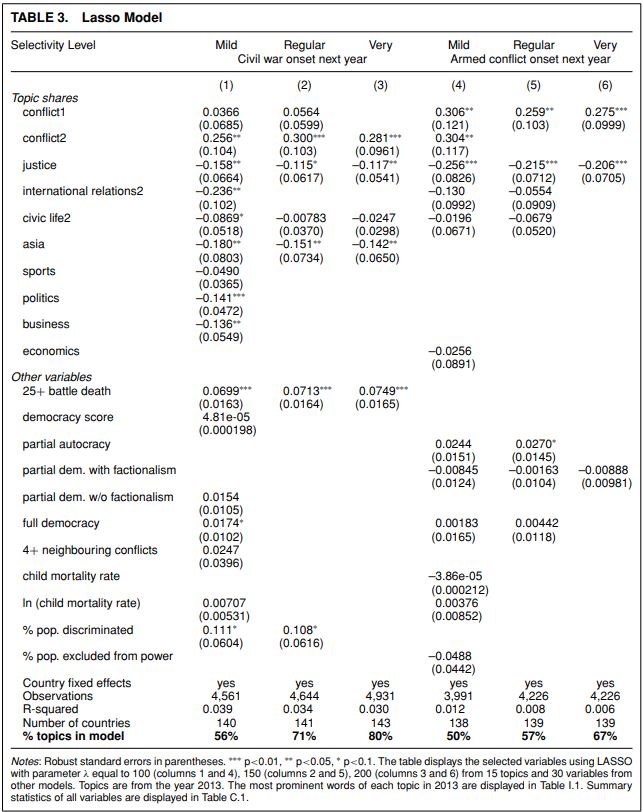 TABLE 3. Lasso Model
Selectivity Level Mild Regular Very Mild Regular Very
Civil war onset next year Armed conflict onset next year
(1) (2) (3) (4) (5) (6)
Topic shares
conflict1 0.0366 0.0564 0.306** 0.259** 0.275***
(0.0685) (0.0599) (0.121) (0.103) (0.0999)
conflict2 0.256** 0.300*** 0.281*** 0.304**
(0.104) (0.103) (0.0961) (0.117)
justice −0.158** −0.115* −0.117** −0.256*** −0.215*** −0.206***
(0.0664) (0.0617) (0.0541) (0.0826) (0.0712) (0.0705)
international relations2 −0.236** −0.130 −0.0554
(0.102) (0.0992) (0.0909)
civic life2 −0.0869* −0.00783 −0.0247 −0.0196 −0.0679
(0.0518) (0.0370) (0.0298) (0.0671) (0.0520)
asia −0.180** −0.151** −0.142**
(0.0803) (0.0734) (0.0650)
sports −0.0490
(0.0365)
politics −0.141***
(0.0472)
business −0.136**
(0.0549)
economics −0.0256
(0.0891)
Other variables
25+ battle death 0.0699*** 0.0713*** 0.0749***
(0.0163) (0.0164) (0.0165)
democracy score 4.81e-05
(0.000198)
partial autocracy 0.0244 0.0270*
(0.0151) (0.0145)
partial dem. with factionalism −0.00845 −0.00163 −0.00888
(0.0124) (0.0104) (0.00981)
partial dem. w/o factionalism 0.0154
(0.0105)
full democracy 0.0174* 0.00183 0.00442
(0.0102) (0.0165) (0.0118)
4+ neighbouring conflicts 0.0247
(0.0396)
child mortality rate −3.86e-05
(0.000212)
ln (child mortality rate) 0.00707 0.00376
(0.00531) (0.00852)
% pop. discriminated 0.111* 0.108*
(0.0604) (0.0616)
% pop. excluded from power −0.0488
(0.0442)
Country fixed effects yes yes yes yes yes yes
Observations 4,561 4,644 4,931 3,991 4,226 4,226
R-squared 0.039 0.034 0.030 0.012 0.008 0.006
Number of countries 140 141 143 138 139 139
% topics in model 56% 71% 80% 50% 57% 67%
Notes: Robust standard errors in parentheses. *** p<0.01, ** p<0.05, * p<0.1. The table displays the selected variables using LASSO
with parameter λ equal to 100 (columns 1 and 4), 150 (columns 2 and 5), 200 (columns 3 and 6) from 15 topics and 30 variables from
other models. Topics are from the year 2013. The most prominent words of each topic in 2013 are displayed in Table I.1. Summary
statistics of all variables are displayed in Table C.1.